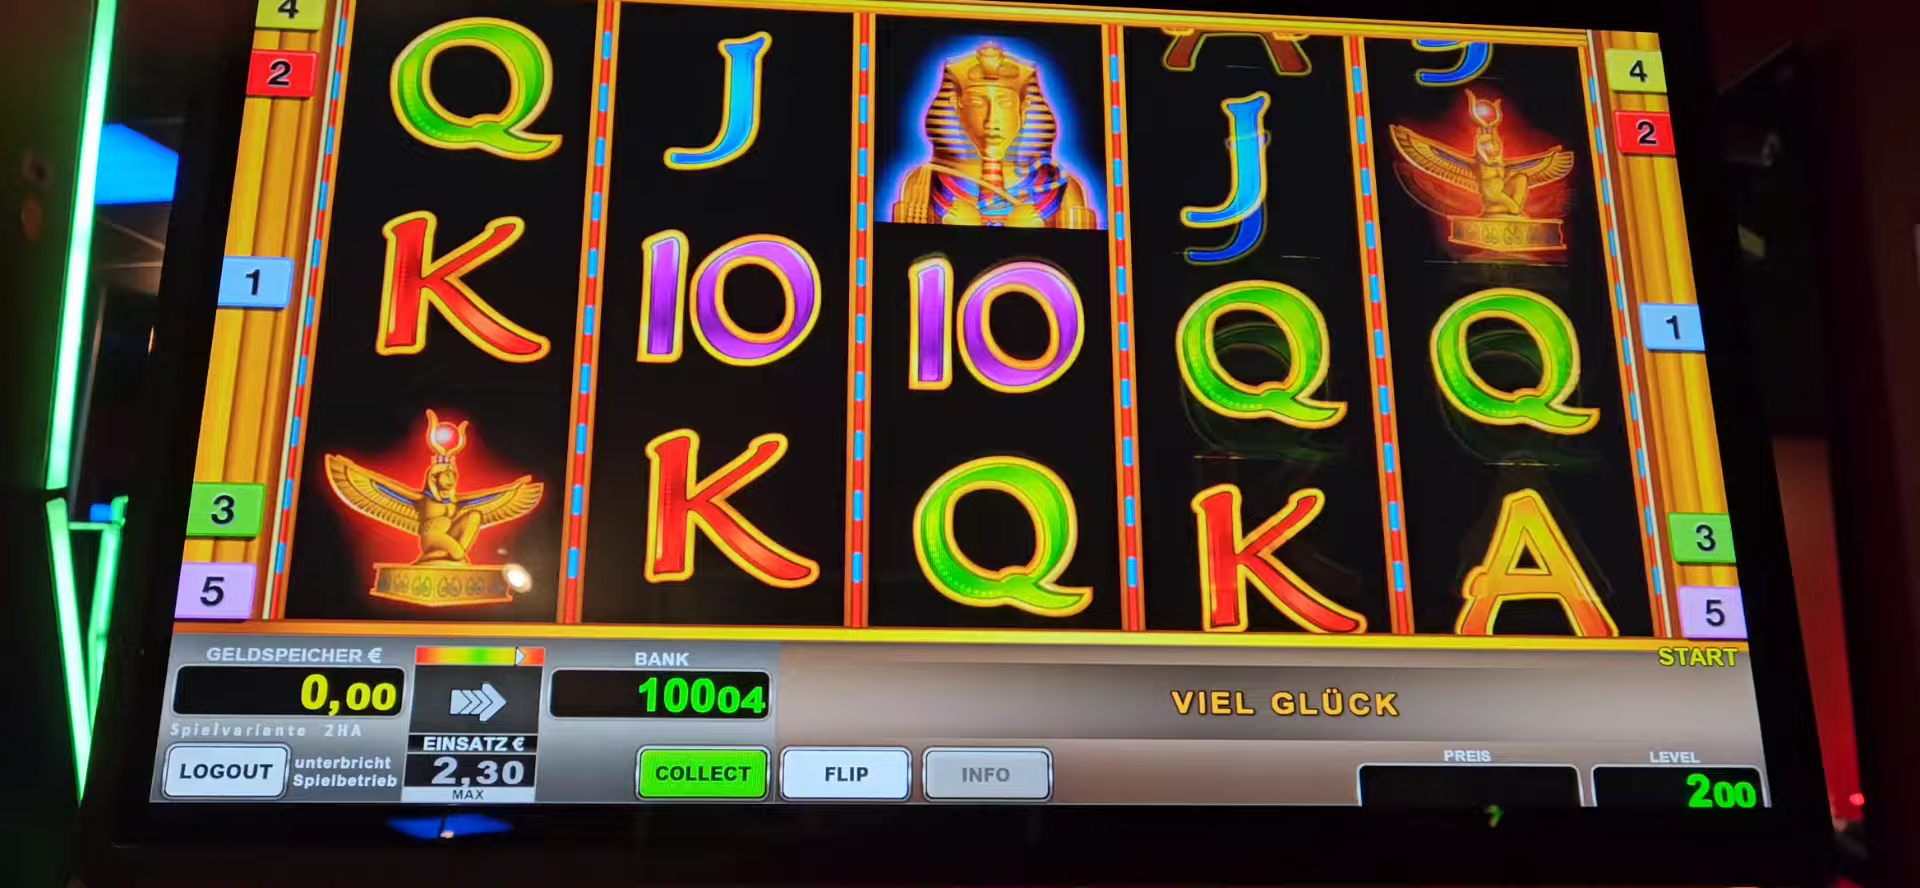 4
2
4
2
Q J J
K 10 10 Q Q
1
1
K Q K A
3
3
5
5
START
GELDSPEICHER €
0,00
BANK
10004
VIEL GLÜCK
Spielvariante 2HA
EINSATZ €
2,30
MAX
LOGOUT
unterbricht
Spielbetrieb
COLLECT
FLIP
INFO
PREIS
LEVEL
200